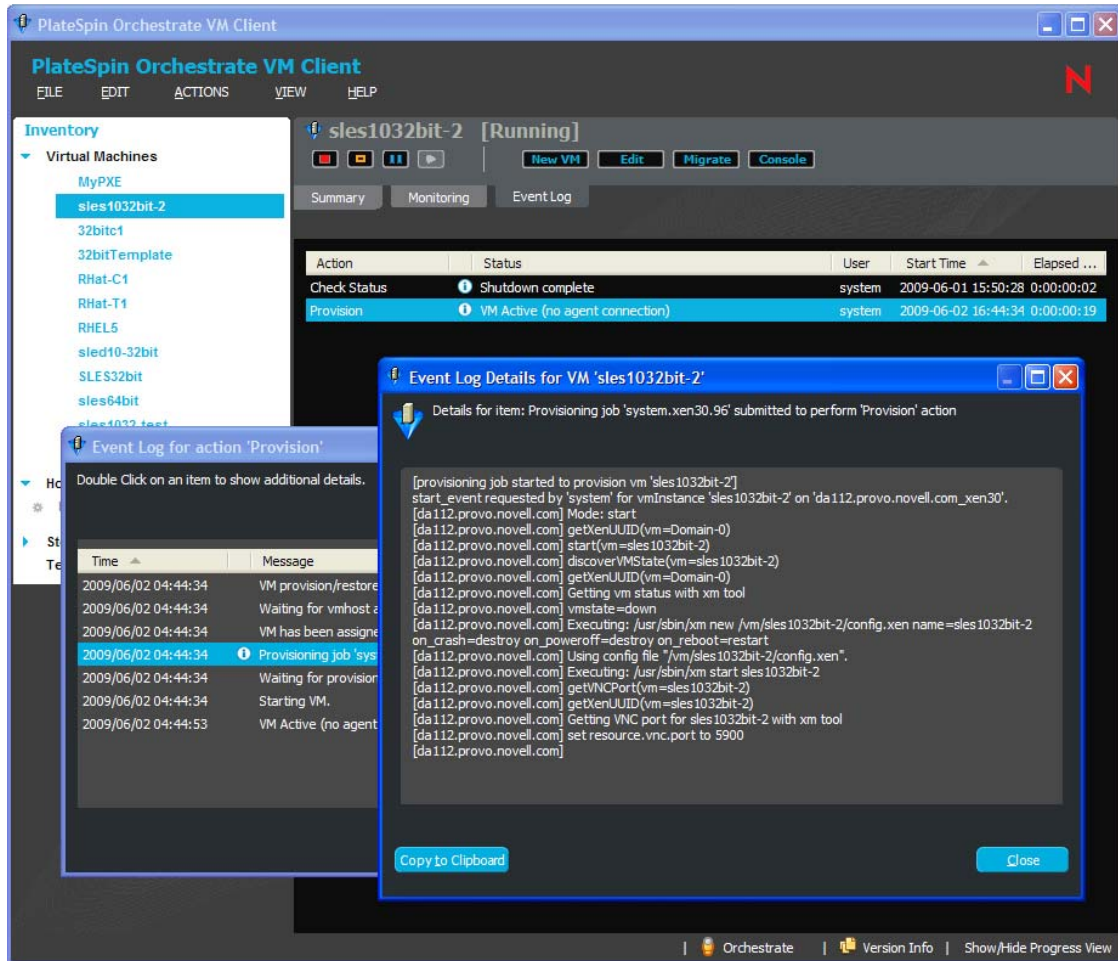 PlateSpin Orchestrate VM Client
PlateSpin Orchestrate VM Client
N
FILE EDIT ACTIONS VIEW HELP
Inventory
Virtual Machines
MyPXE
sles1032bit-2
32bitc1
32bitTemplate
RHat-C1
RHat-T1
RHEL5
sled10-32bit
SLES32bit
sles64bit
sles1032-test
Ho
St
Te
sles1032bit-2 [Running]
New VM Edit Migrate Console
Summary Monitoring Event Log
Action Status User Start Time Elapsed ...
Check Status Shutdown complete system 2009-06-01 15:50:28 0:00:00:02
Provision VM Active (no agent connection) system 2009-06-02 16:44:34 0:00:00:19
Event Log for action 'Provision'
Double Click on an item to show additional details.
Time Message
2009/06/02 04:44:34 VM provision/restore
2009/06/02 04:44:34 Waiting for vmhost a
2009/06/02 04:44:34 VM has been assigne
2009/06/02 04:44:34 Provisioning job 'sys
2009/06/02 04:44:34 Waiting for provision
2009/06/02 04:44:34 Starting VM.
2009/06/02 04:44:53 VM Active (no agent
Event Log Details for VM 'sles1032bit-2'
Details for item: Provisioning job 'system.xen30.96' submitted to perform 'Provision' action
[provisioning job started to provision vm 'sles1032bit-2']
start_event requested by 'system' for vmInstance 'sles1032bit-2' on 'da112.provo.novell.com_xen30'.
[da112.provo.novell.com] Mode: start
[da112.provo.novell.com] getXenUUID(vm=Domain-0)
[da112.provo.novell.com] start(vm=sles1032bit-2)
[da112.provo.novell.com] discoverVMState(vm=sles1032bit-2)
[da112.provo.novell.com] getXenUUID(vm=Domain-0)
[da112.provo.novell.com] Getting vm status with xm tool
[da112.provo.novell.com] vmstate=down
[da112.provo.novell.com] Executing: /usr/sbin/xm new /vm/sles1032bit-2/config.xen name=sles1032bit-2
on_crash=destroy on_poweroff=destroy on_reboot=restart
[da112.provo.novell.com] Using config file "/vm/sles1032bit-2/config.xen".
[da112.provo.novell.com] Executing: /usr/sbin/xm start sles1032bit-2
[da112.provo.novell.com] getVNCPort(vm=sles1032bit-2)
[da112.provo.novell.com] getXenUUID(vm=sles1032bit-2)
[da112.provo.novell.com] Getting VNC port for sles1032bit-2 with xm tool
[da112.provo.novell.com] set resource.vnc.port to 5900
[da112.provo.novell.com]
Copy to Clipboard Close
| Orchestrate | Version Info | Show/Hide Progress View